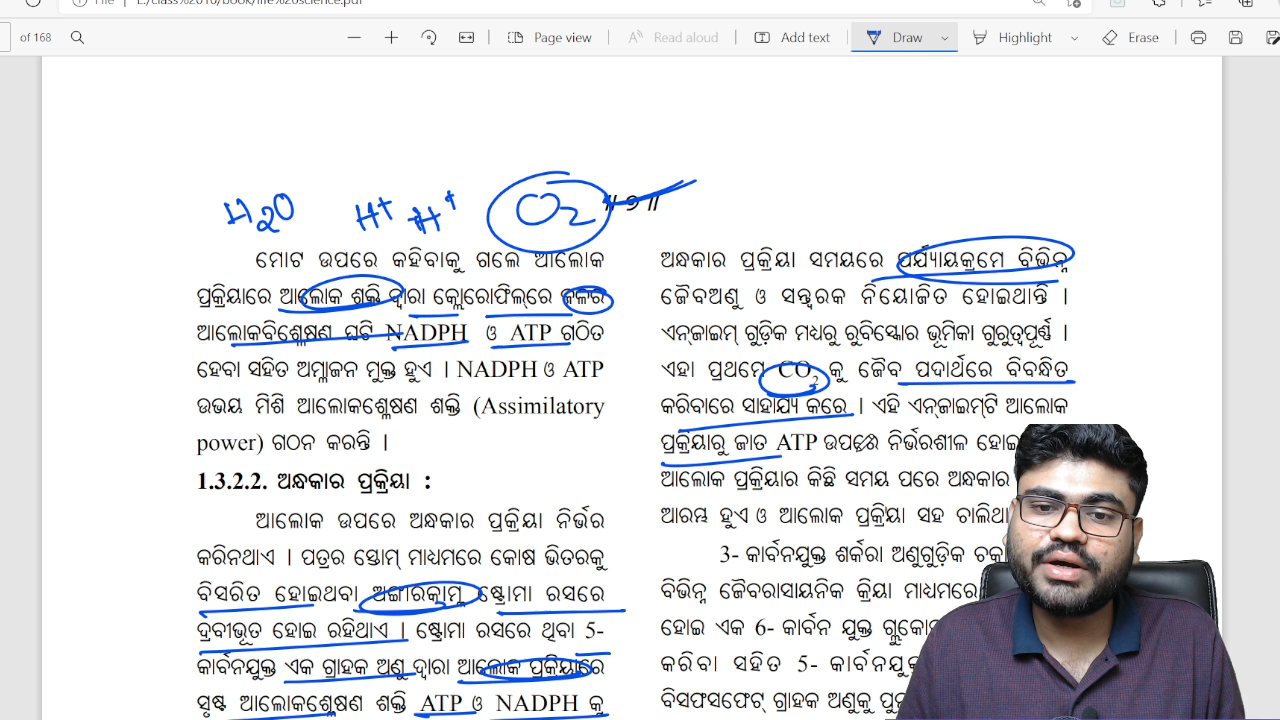 of 168
Page view
Read aloud
Add text
Draw
Highlight
Erase
H2O H+ H+ O2
॥ ୭ ॥
ମୋଟ ଉପରେ କହିବାକୁ ଗଲେ ଆଲୋକ
ପ୍ରକ୍ରିୟାରେ ଆଲୋକ ଶକ୍ତି ଦ୍ୱାରା କ୍ଲୋରୋଫିଲ୍‌ରେ ଜଳର
ଆଲୋକବିଶ୍ଳେଷଣ ଘଟି NADPH ଓ ATP ଗଠିତ
ହେବା ସହିତ ଅମ୍ଳଜାନ ମୁକ୍ତ ହୁଏ । NADPH ଓ ATP
ଉଭୟ ମିଶି ଆଲୋକଶ୍ଳେଷଣ ଶକ୍ତି (Assimilatory
power) ଗଠନ କରନ୍ତି ।
1.3.2.2. ଅନ୍ଧକାର ପ୍ରକ୍ରିୟା :
ଆଲୋକ ଉପରେ ଅନ୍ଧକାର ପ୍ରକ୍ରିୟା ନିର୍ଭର
କରିନଥାଏ । ପତ୍ରର ସ୍ତୋମ୍ ମାଧ୍ୟମରେ କୋଷ ଭିତରକୁ
ବିସରିତ ହୋଇଥିବା ଅଙ୍ଗାରକାମ୍ଳ ଷ୍ଟ୍ରୋମା ରସରେ
ଦ୍ରବୀଭୂତ ହୋଇ ରହିଥାଏ । ଷ୍ଟ୍ରୋମା ରସରେ ଥିବା 5-
କାର୍ବନଯୁକ୍ତ ଏକ ଗ୍ରାହକ ଅଣୁ ଦ୍ୱାରା ଆଲୋକ ପ୍ରକ୍ରିୟାରେ
ସୃଷ୍ଟ ଆଲୋକଶ୍ଳେଷଣ ଶକ୍ତି ATP ଓ NADPH କୁ
ଅନ୍ଧକାର ପ୍ରକ୍ରିୟା ସମୟରେ ପର୍ଯ୍ୟାୟକ୍ରମେ ବିଭିନ୍ନ
ଜୈବଅଣୁ ଓ ସନ୍ତ୍ୱରକ ନିୟୋଜିତ ହୋଇଥାନ୍ତି ।
ଏନ୍‌ଜାଇମ୍ ଗୁଡ଼ିକ ମଧ୍ୟରୁ ରୁବିସ୍କୋର ଭୂମିକା ଗୁରୁତ୍ୱପୂର୍ଣ୍ଣ ।
ଏହା ପ୍ରଥମେ CO2 କୁ ଜୈବ ପଦାର୍ଥରେ ବିବନ୍ଧିତ
କରିବାରେ ସାହାଯ୍ୟ କରେ । ଏହି ଏନ୍‌ଜାଇମ୍‌ଟି ଆଲୋକ
ପ୍ରକ୍ରିୟାରୁ ଜାତ ATP ଉପରେ ନିର୍ଭରଶୀଳ
ଆଲୋକ ପ୍ରକ୍ରିୟାର କିଛି ସମୟ ପରେ ଅନ୍ଧକାର
ଆରମ୍ଭ ହୁଏ ଓ ଆଲୋକ ପ୍ରକ୍ରିୟା ସହ
3- କାର୍ବନଯୁକ୍ତ ଶର୍କରା ଅଣୁଗୁଡ଼ିକ
ବିଭିନ୍ନ ଜୈବରାସାୟନିକ କ୍ରିୟା ମାଧ୍ୟମରେ
ହୋଇ ଏକ 6- କାର୍ବନ ଯୁକ୍ତ
କରିବା ସହିତ 5-
ବିସଫସଫେଟ୍ ଗ୍ରାହକ ଅଣୁକୁ